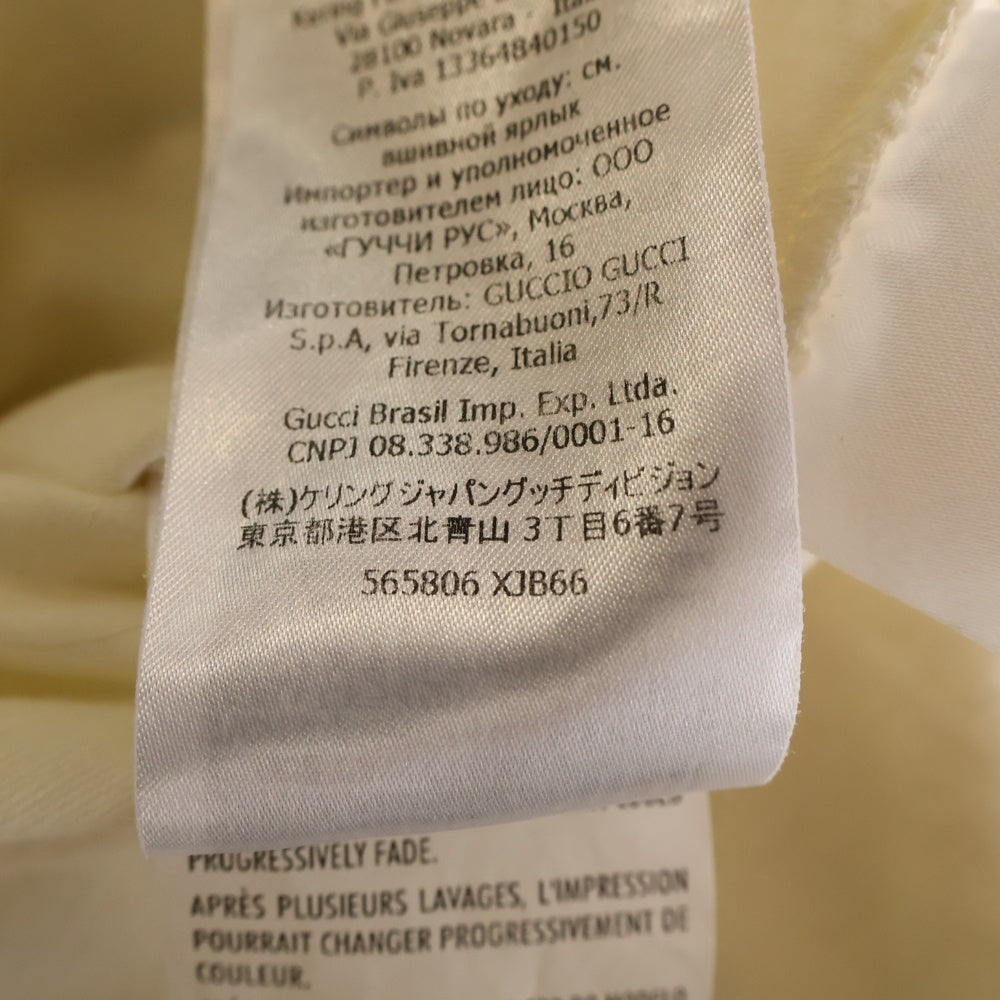 Via Giuseppe
28100 Novara - Italia
P. Iva 13364840150
Символы по уходу: см.
вшивной ярлык
Импортер и уполномоченное
изготовителем лицо: ООО
«ГУЧЧИ РУС», Москва,
Петровка, 16
Изготовитель: GUCCIO GUCCI
S.p.A, via Tornabuoni,73/R
Firenze, Italia
Gucci Brasil Imp. Exp. Ltda.
CNPJ 08.338.986/0001-16
(株)ケリングジャパングッチディビジョン
東京都港区北青山3丁目6番7号
565806 XJB66
PROGRESSIVELY FADE.
APRÈS PLUSIEURS LAVAGES, L'IMPRESSION
POURRAIT CHANGER PROGRESSIVEMENT DE
COULEUR.